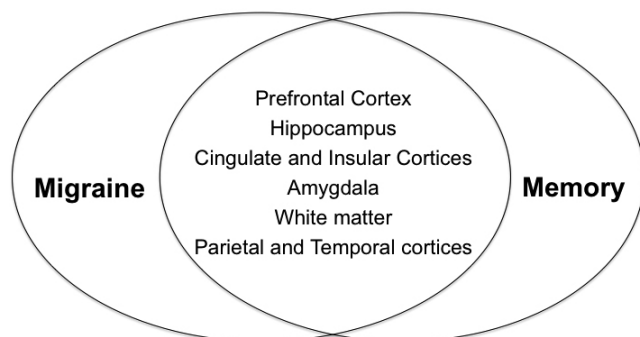 Prefrontal Cortex
Hippocampus
Cingulate and Insular Cortices
Amygdala
White matter
Parietal and Temporal cortices
Migraine
Memory